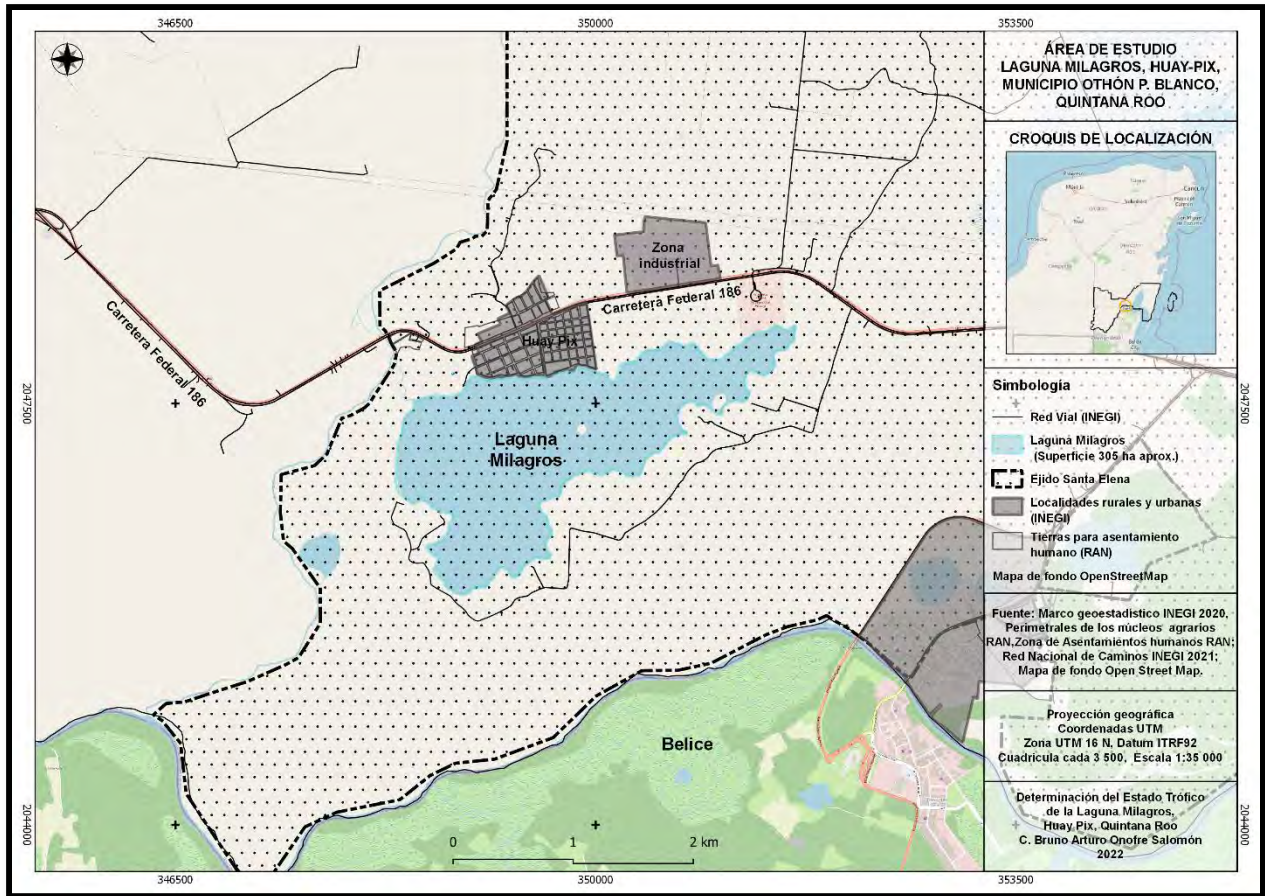 346500
350000
353500
ÁREA DE ESTUDIO
LAGUNA MILAGROS, HUAY-PIX,
MUNICIPIO OTHÓN P. BLANCO,
QUINTANA ROO
CROQUIS DE LOCALIZACIÓN
Zona
industrial
Carretera Federal 186
Huay Pix
Carretera Federal 186
2047500
2047500
Laguna
Milagros
Simbología
Red Vial (INEGI)
Laguna Milagros
(Superficie 305 ha aprox.)
Ejido Santa Elena
Localidades rurales y urbanas
(INEGI)
Tierras para asentamiento
humano (RAN)
Mapa de fondo OpenStreetMap
Fuente: Marco geoestadistico INEGI 2020,
Perimetrales de los núcleos agrarios
RAN,Zona de Asentamientos humanos RAN;
Red Nacional de Caminos INEGI 2021;
Mapa de fondo Open Street Map.
Proyección geográfica
Coordenadas UTM
Zona UTM 16 N, Datum ITRF92
Cuadrícula cada 3 500, Escala 1:35 000
Belice
2044000
2044000
Determinación del Estado Trófico
de la Laguna Milagros,
Huay Pix, Quintana Roo
C. Bruno Arturo Onofre Salomón
2022
0 1 2 km
346500
350000
353500